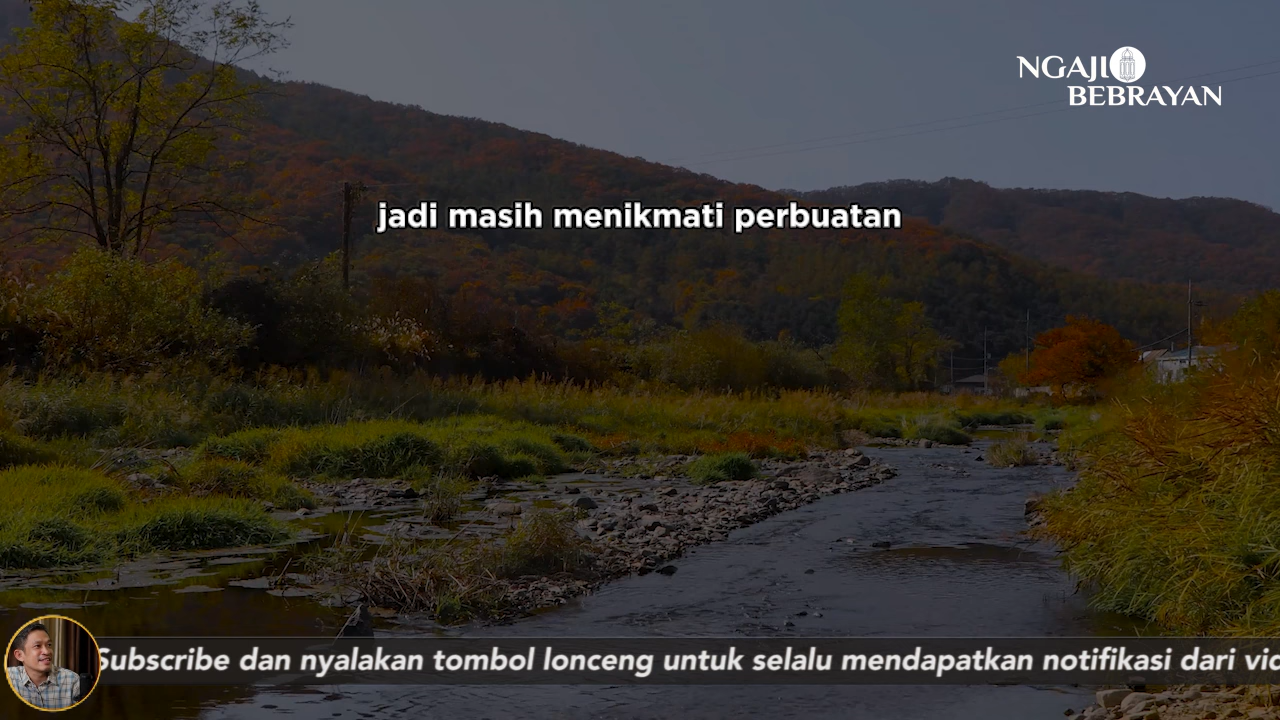 NGAJI
BEBRAYAN
jadi masih menikmati perbuatan
Subscribe dan nyalakan tombol lonceng untuk selalu mendapatkan notifikasi dari